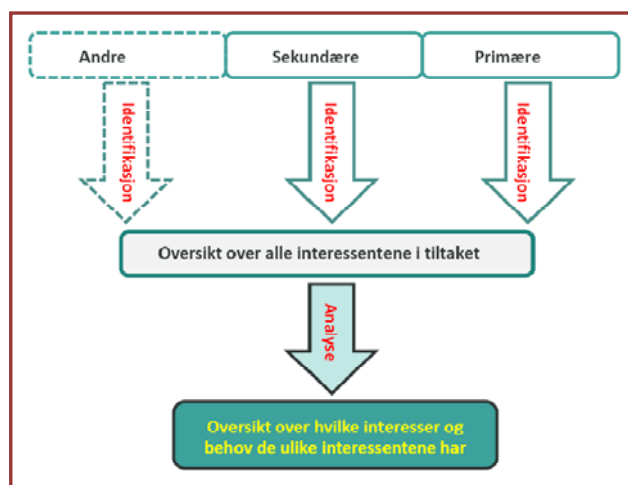 Andre
Sekundære
Primære
Identifikasjon
Identifikasjon
Identifikasjon
Oversikt over alle interessentene i tiltaket
Analyse
Oversikt over hvilke interesser og
behov de ulike interessentene har